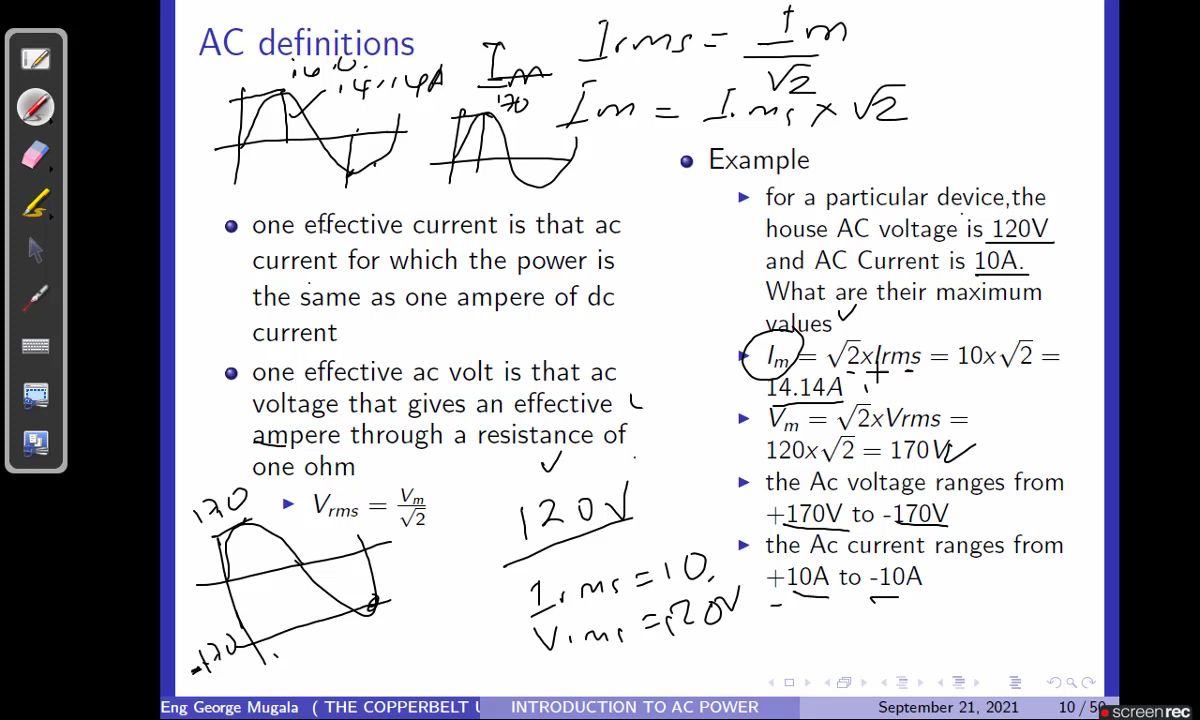 AC definitions
Irms = Im/√2
Im
14.14A
170
Im = Irms × √2
one effective current is that ac
current for which the power is
the same as one ampere of dc
current
one effective ac volt is that ac
voltage that gives an effective
ampere through a resistance of
one ohm
Vrms = Vm/√2
170
-170
120V
Irms = 10
Vrms = 120V
Example
for a particular device,the
house AC voltage is 120V
and AC Current is 10A.
What are their maximum
values
Im = √2xIrms = 10x√2 =
14.14A
Vm = √2xVrms =
120x√2 = 170V
the Ac voltage ranges from
+170V to -170V
the Ac current ranges from
+10A to -10A
Eng George Mugala ( THE COPPERBELT U
INTRODUCTION TO AC POWER
September 21, 2021
10 / 50
screenrec